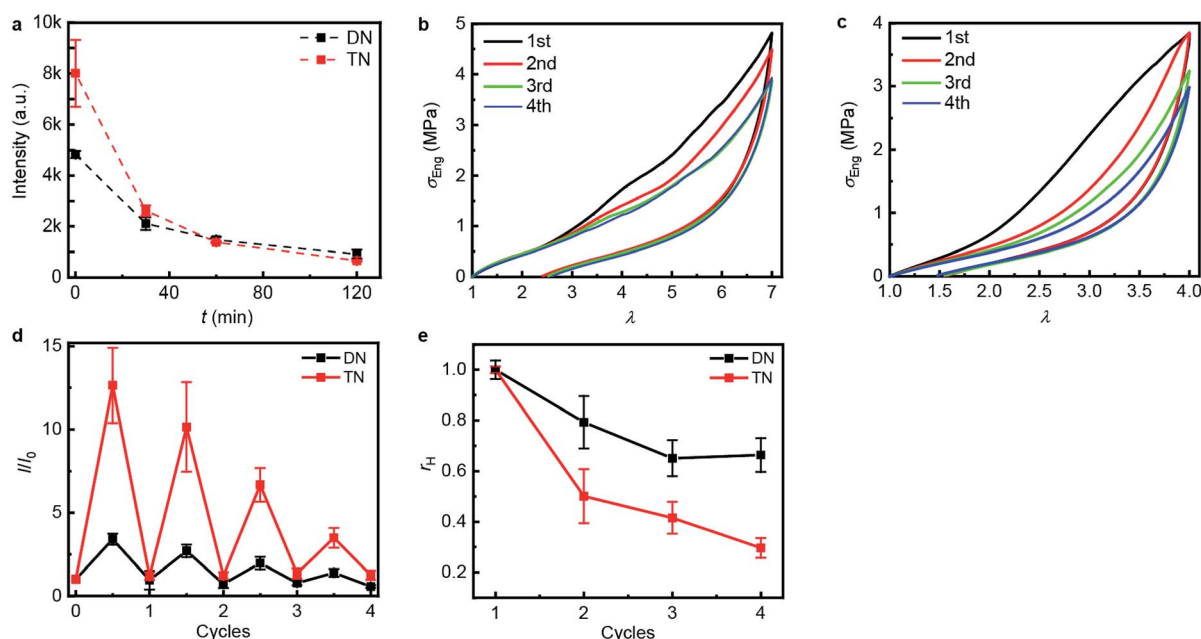 a
10k
8k
6k
4k
2k
0
Intensity (a.u.)
DN
TN
0
40
80
120
t (min)
b
5
4
3
2
1
0
σEng (MPa)
1st
2nd
3rd
4th
1
2
3
4
5
6
7
λ
c
4
3
2
1
0
σEng (MPa)
1st
2nd
3rd
4th
1.0
1.5
2.0
2.5
3.0
3.5
4.0
λ
d
15
10
5
0
I/I0
DN
TN
0
1
2
3
4
Cycles
e
1.0
0.8
0.6
0.4
0.2
rH
DN
TN
1
2
3
4
Cycles